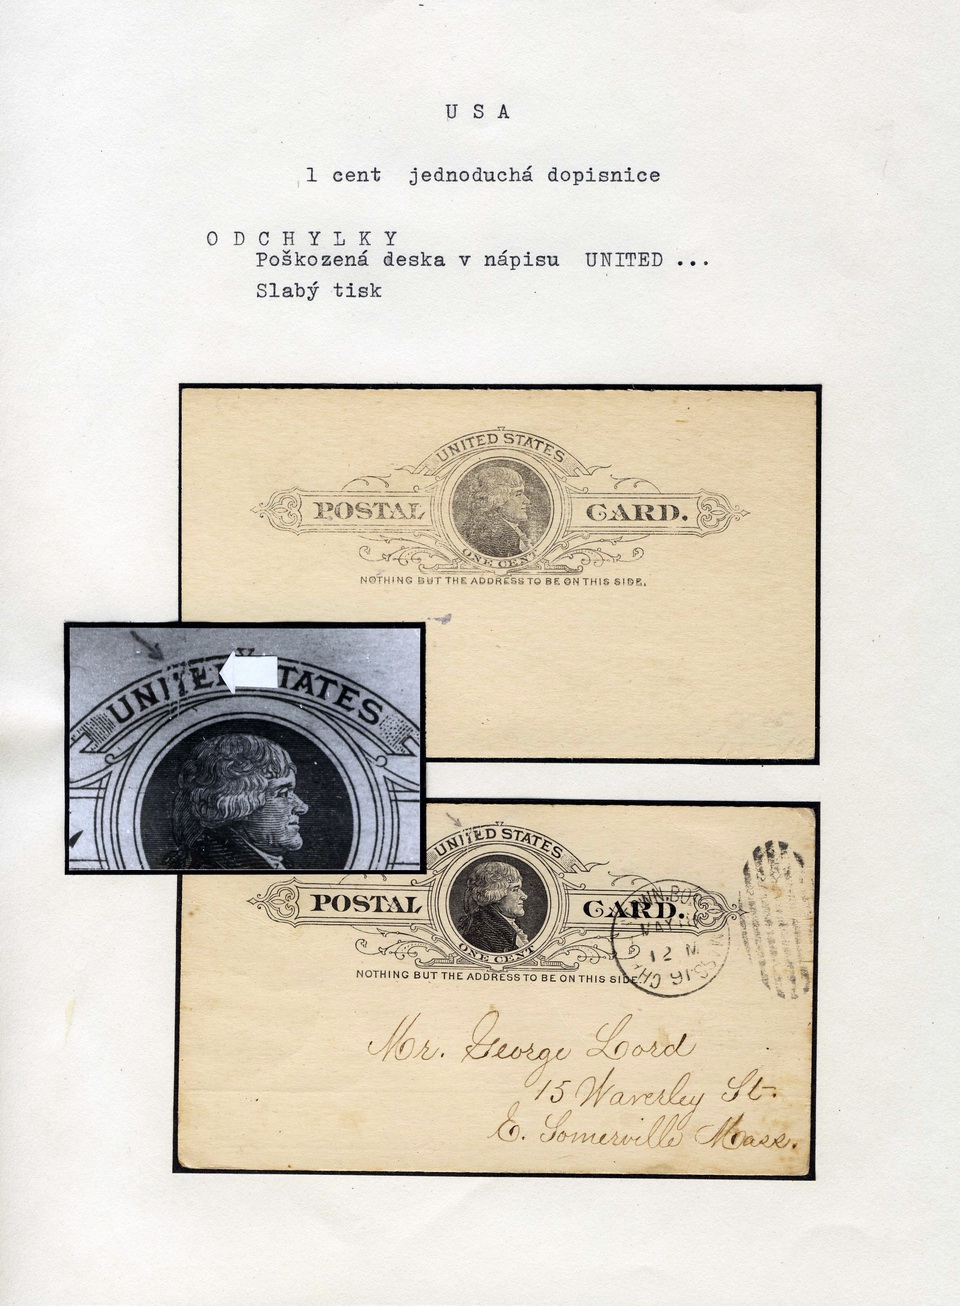 U S A
1 cent jednoduchá dopisnice
O D C H Y L K Y
Poškozená deska v nápisu UNITED ...
Slabý tisk
UNITED STATES
POSTAL CARD.
ONE CENT
NOTHING BUT THE ADDRESS TO BE ON THIS SIDE.
UNITED STATES
UNITED STATES
POSTAL CARD.
ONE CENT
NOTHING BUT THE ADDRESS TO BE ON THIS SIDE.
12 M
91
Mr. George Lord
15 Waverley St.
E. Somerville Mass.